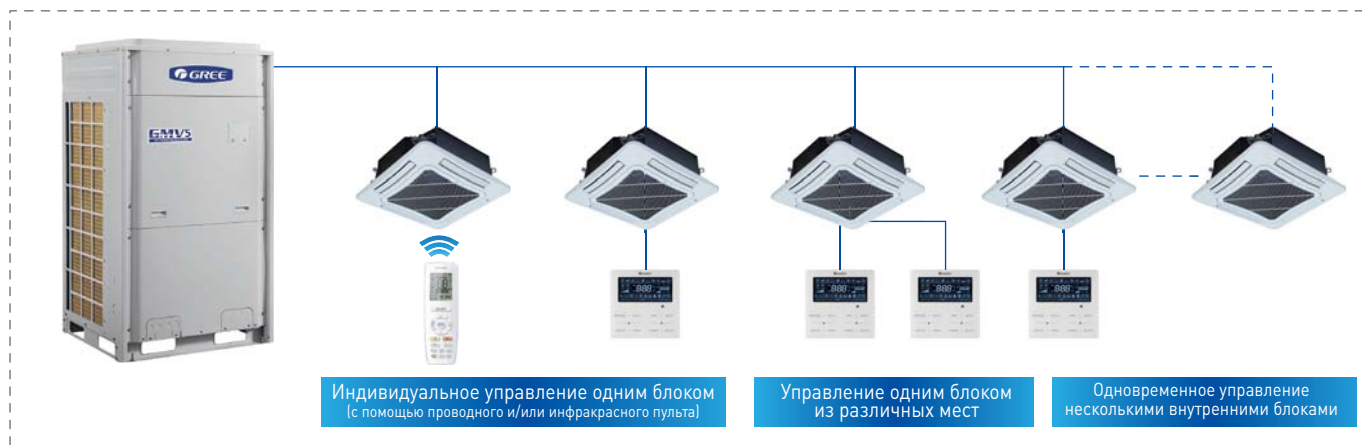 GREE
GMV5
Индивидуальное управление одним блоком
(с помощью проводного и/или инфракрасного пульта)
Управление одним блоком
из различных мест
Одновременное управление
несколькими внутренними блоками